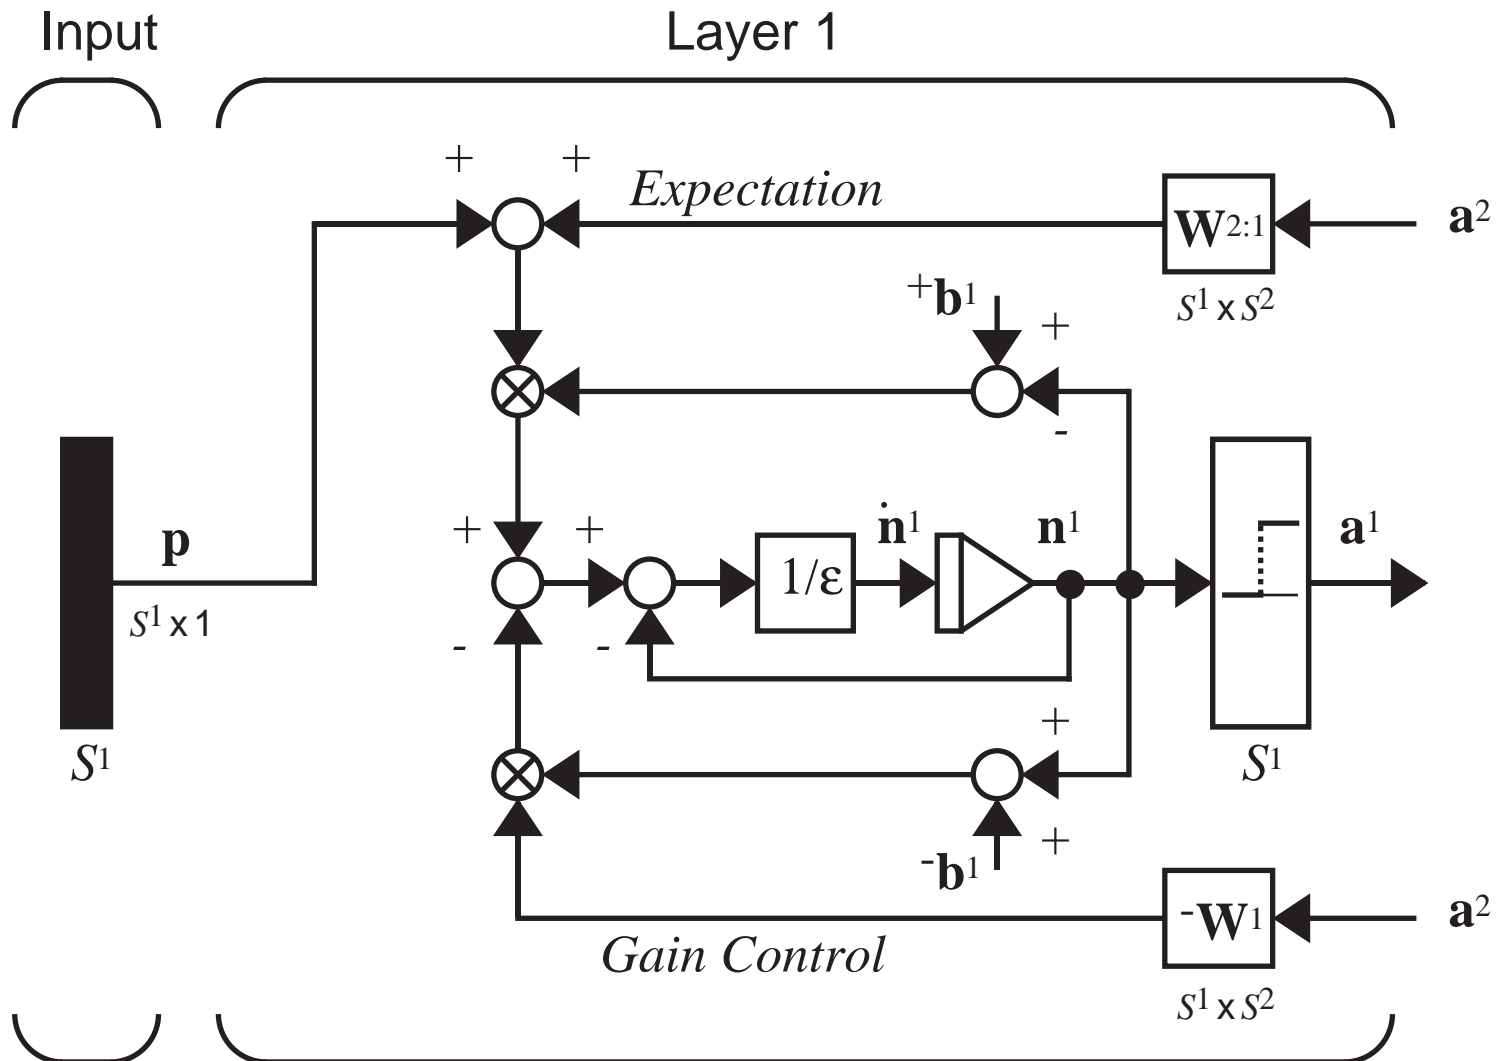 Input
Layer 1
+ +
Expectation
W2:1
a2
S1 x S2
+b1
+
-
p
S1 x 1
+
+
1/ε
ṅ1
n1
a1
-
-
S1
+
S1
+
-b1
-W1
a2
Gain Control
S1 x S2